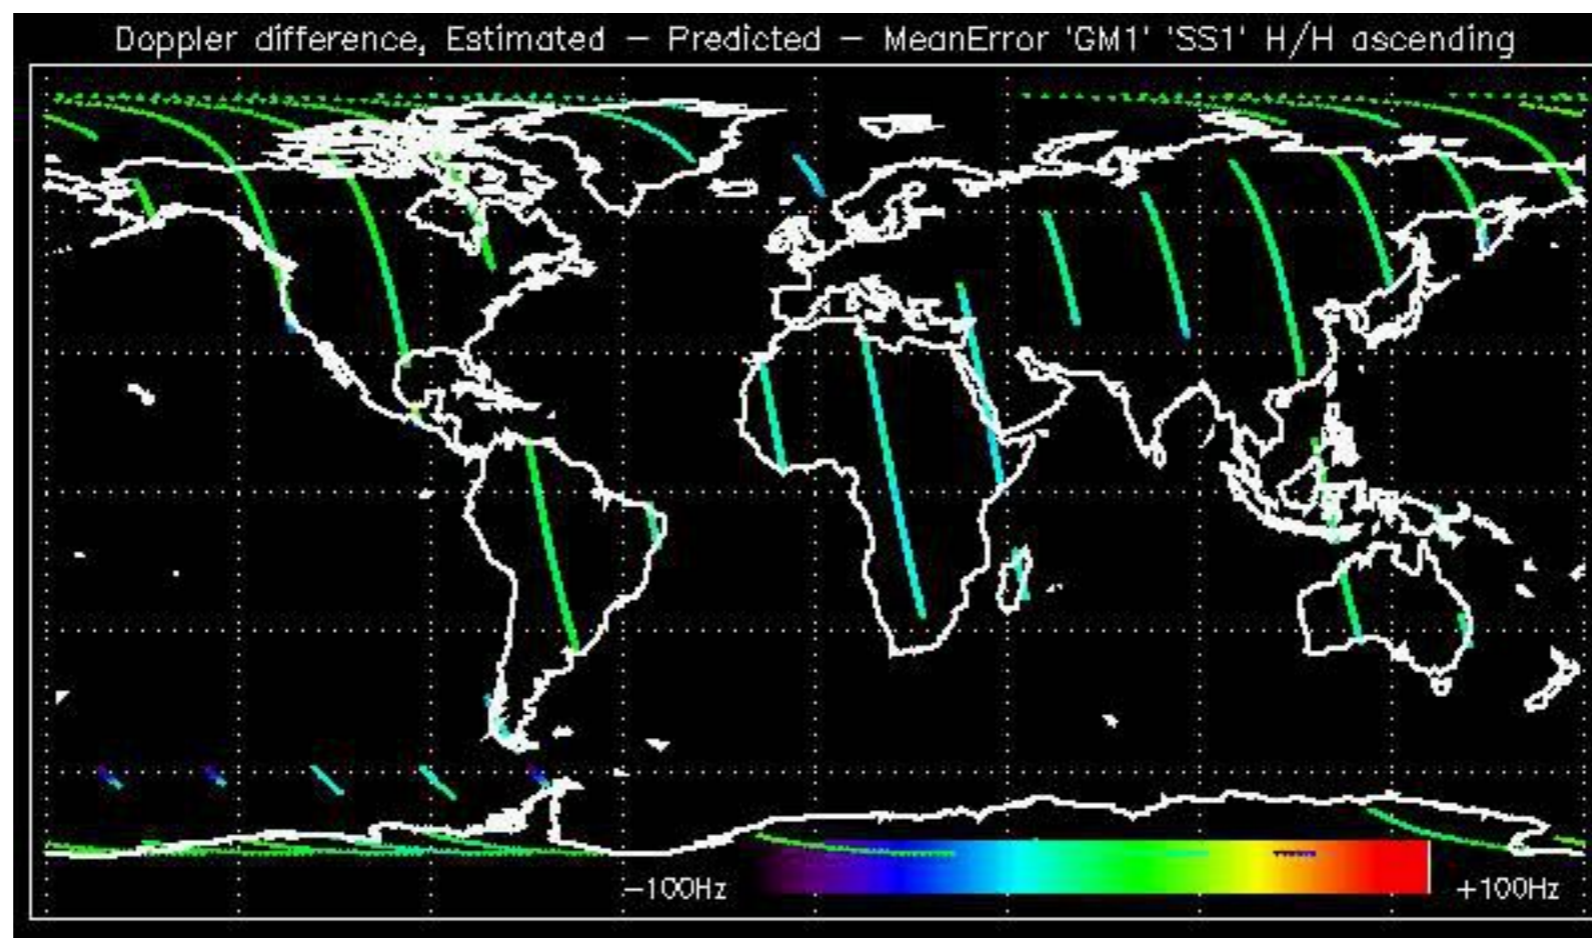 Doppler difference, Estimated – Predicted – MeanError 'GM1' 'SS1' H/H ascending
–100Hz +100Hz